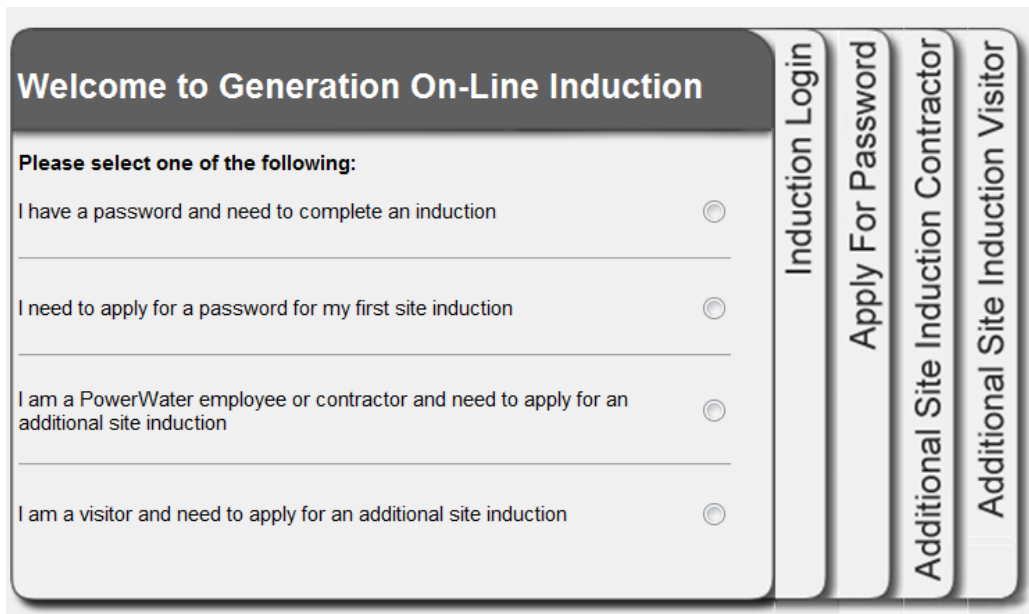 Welcome to Generation On-Line Induction
Please select one of the following:
I have a password and need to complete an induction
I need to apply for a password for my first site induction
I am a PowerWater employee or contractor and need to apply for an
additional site induction
I am a visitor and need to apply for an additional site induction
Induction Login
Apply For Password
Additional Site Induction Contractor
Additional Site Induction Visitor